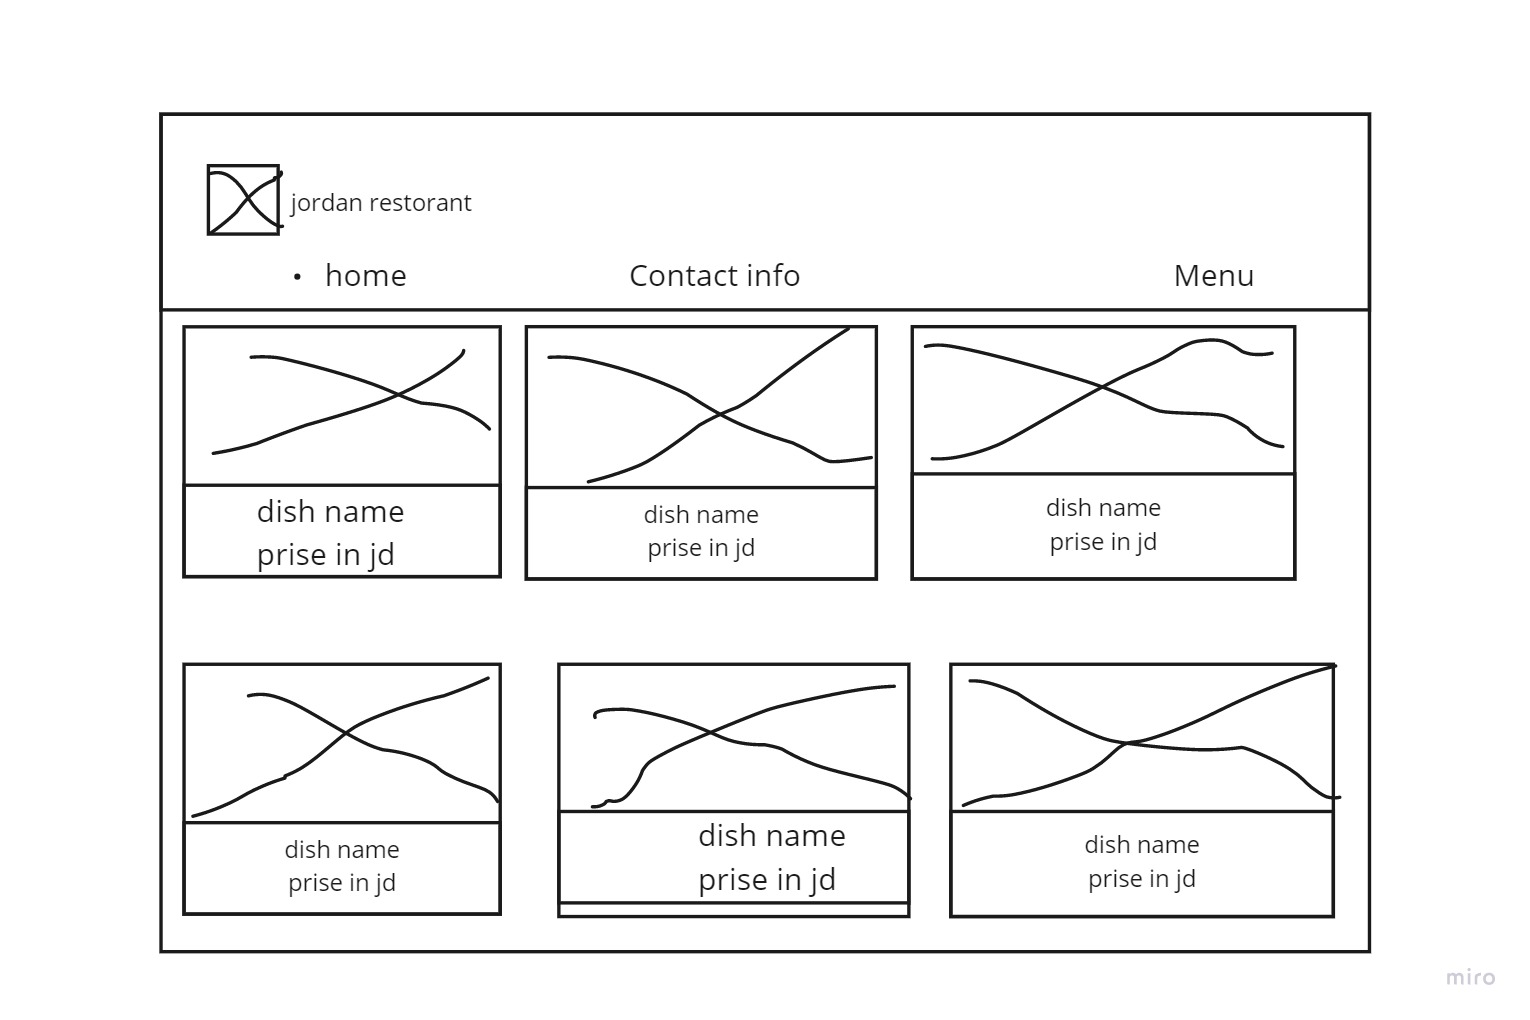 jordan restorant
• home
Contact info
Menu
dish name
prise in jd
dish name
prise in jd
dish name
prise in jd
dish name
prise in jd
dish name
prise in jd
dish name
prise in jd
miro